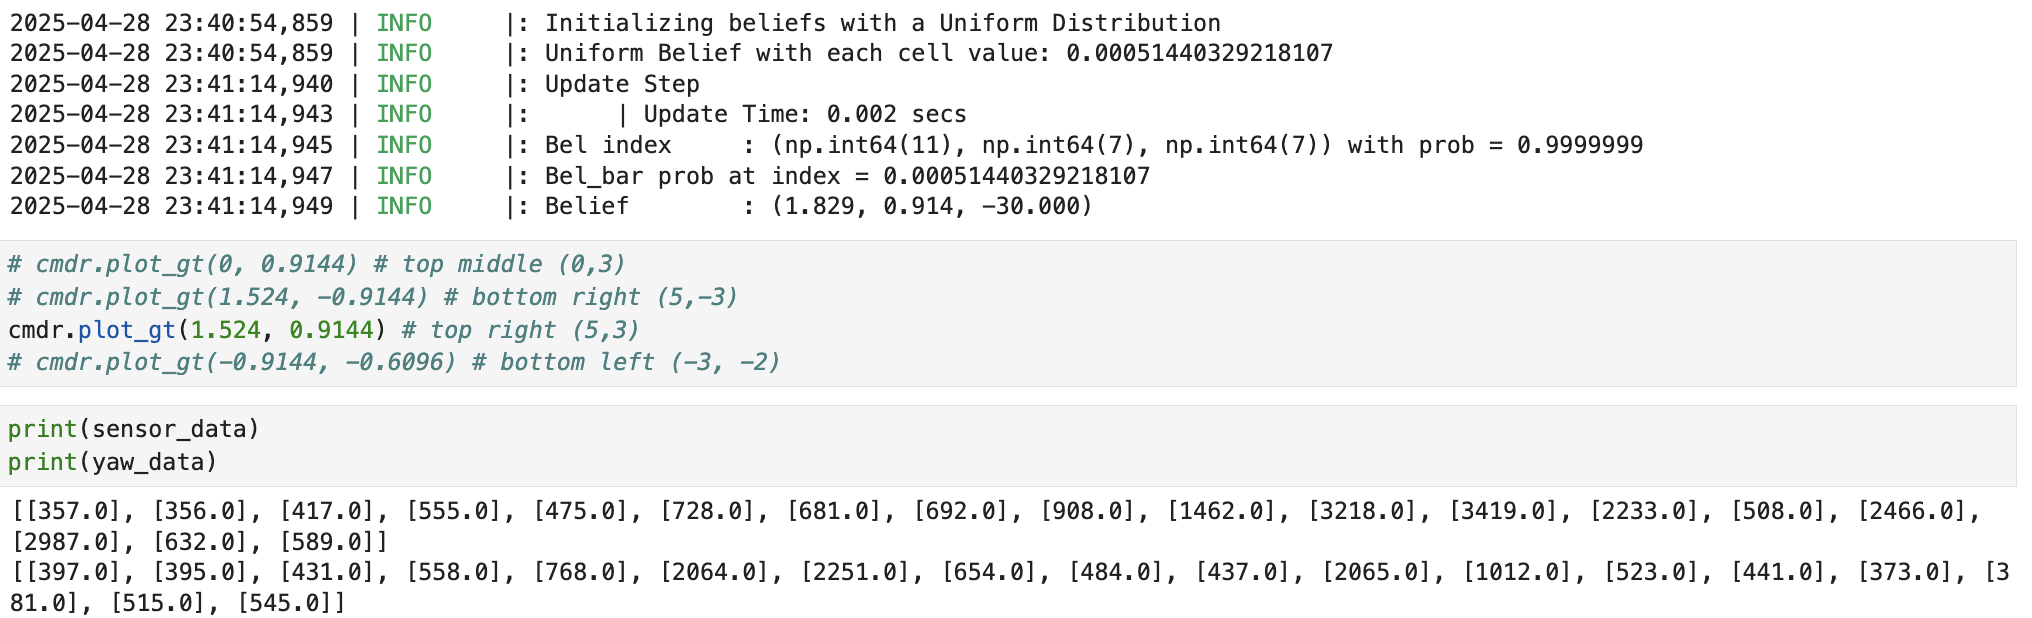 2025-04-28 23:40:54,859 | INFO     |: Initializing beliefs with a Uniform Distribution
2025-04-28 23:40:54,859 | INFO     |: Uniform Belief with each cell value: 0.00051440329218107
2025-04-28 23:41:14,940 | INFO     |: Update Step
2025-04-28 23:41:14,943 | INFO     |:      | Update Time: 0.002 secs
2025-04-28 23:41:14,945 | INFO     |: Bel index     : (np.int64(11), np.int64(7), np.int64(7)) with prob = 0.9999999
2025-04-28 23:41:14,947 | INFO     |: Bel_bar prob at index = 0.00051440329218107
2025-04-28 23:41:14,949 | INFO     |: Belief        : (1.829, 0.914, -30.000)
# cmdr.plot_gt(0, 0.9144) # top middle (0,3)
# cmdr.plot_gt(1.524, -0.9144) # bottom right (5,-3)
cmdr.plot_gt(1.524, 0.9144) # top right (5,3)
# cmdr.plot_gt(-0.9144, -0.6096) # bottom left (-3, -2)
print(sensor_data)
print(yaw_data)
[[357.0], [356.0], [417.0], [555.0], [475.0], [728.0], [681.0], [692.0], [908.0], [1462.0], [3218.0], [3419.0], [2233.0], [508.0], [2466.0],
[2987.0], [632.0], [589.0]]
[[397.0], [395.0], [431.0], [558.0], [768.0], [2064.0], [2251.0], [654.0], [484.0], [437.0], [2065.0], [1012.0], [523.0], [441.0], [373.0], [3
81.0], [515.0], [545.0]]